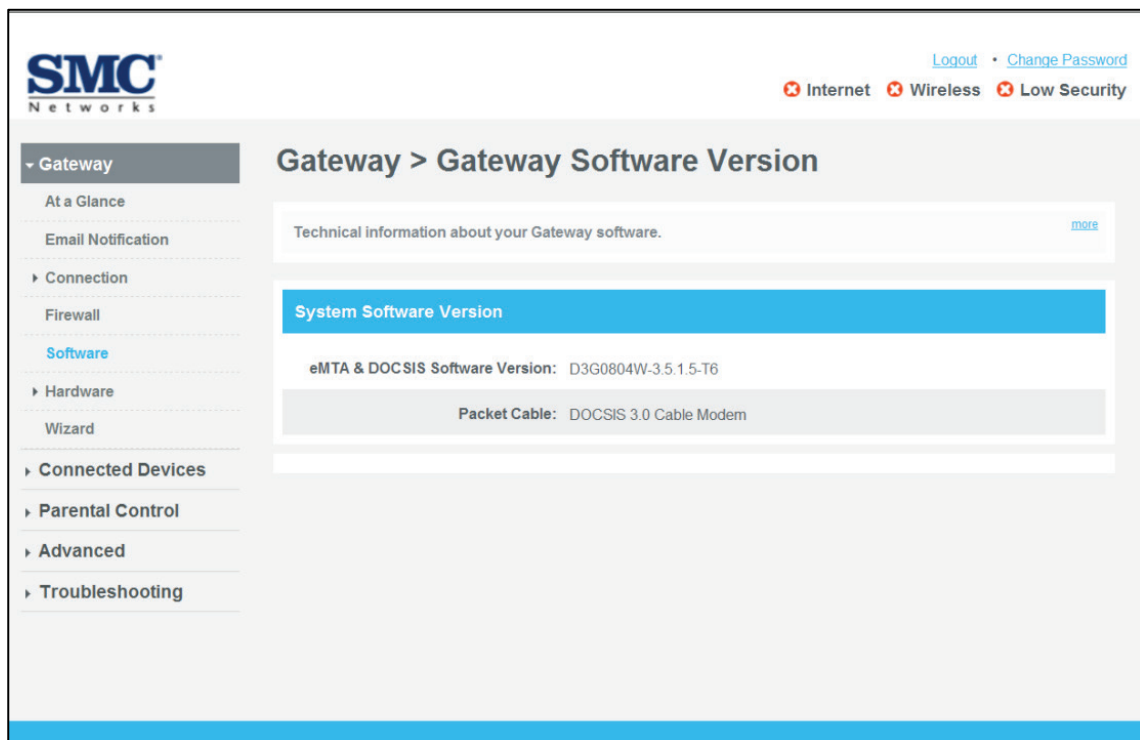 SMC
Networks
Logout • Change Password
Internet Wireless Low Security
Gateway
At a Glance
Email Notification
Connection
Firewall
Software
Hardware
Wizard
Connected Devices
Parental Control
Advanced
Troubleshooting
Gateway > Gateway Software Version
Technical information about your Gateway software. more
System Software Version
eMTA & DOCSIS Software Version: D3G0804W-3.5.1.5-T6
Packet Cable: DOCSIS 3.0 Cable Modem